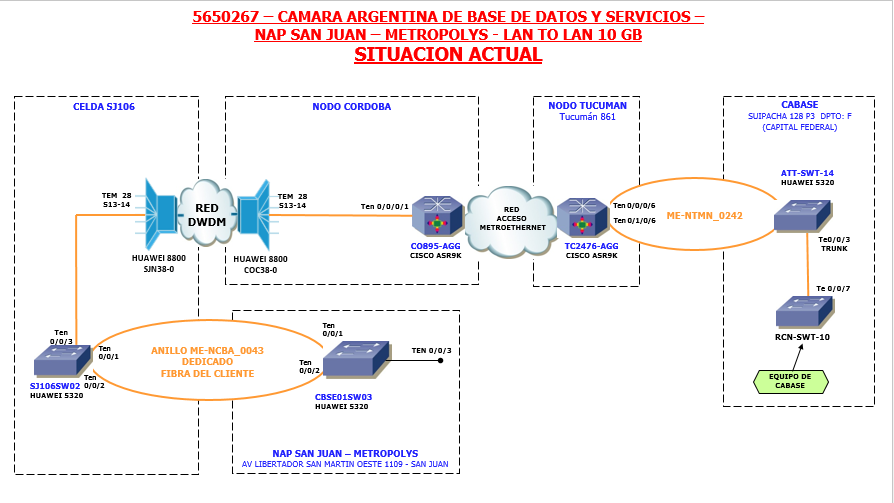 5650267 – CAMARA ARGENTINA DE BASE DE DATOS Y SERVICIOS –
NAP SAN JUAN – METROPOLYS - LAN TO LAN 10 GB
SITUACION ACTUAL
CELDA SJ106
NODO CORDOBA
NODO TUCUMAN
Tucumán 861
CABASE
SUIPACHA 128 P3 DPTO: F
(CAPITAL FEDERAL)
TEM 28
S13-14
RED
DWDM
TEM 28
S13-14
HUAWEI 8800
SJN38-0
HUAWEI 8800
COC38-0
Ten 0/0/0/1
CO895-AGG
CISCO ASR9K
RED
ACCESO
METROETHERNET
TC2476-AGG
CISCO ASR9K
Ten0/0/0/6
Ten 0/1/0/6
ME-NTMN_0242
ATT-SWT-14
HUAWEI 5320
Te0/0/3
TRUNK
Te 0/0/7
RCN-SWT-10
EQUIPO DE
CABASE
Ten
0/0/3
Ten
0/0/1
Ten
0/0/2
SJ106SW02
HUAWEI 5320
ANILLO ME-NCBA_0043
DEDICADO
FIBRA DEL CLIENTE
Ten
0/0/1
Ten
0/0/2
TEN 0/0/3
CBSE01SW03
HUAWEI 5320
NAP SAN JUAN – METROPOLYS
AV LIBERTADOR SAN MARTIN OESTE 1109 - SAN JUAN